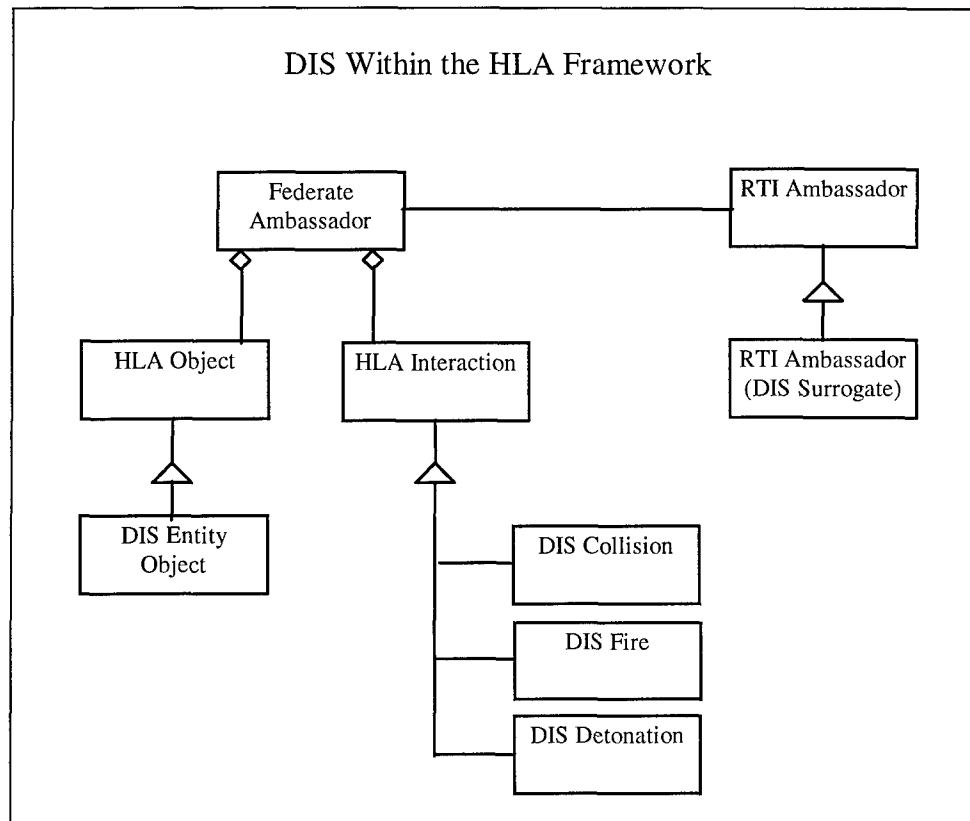 DIS Within the HLA Framework
Federate
Ambassador
RTI Ambassador
HLA Object
HLA Interaction
RTI Ambassador
(DIS Surrogate)
DIS Entity
Object
DIS Collision
DIS Fire
DIS Detonation